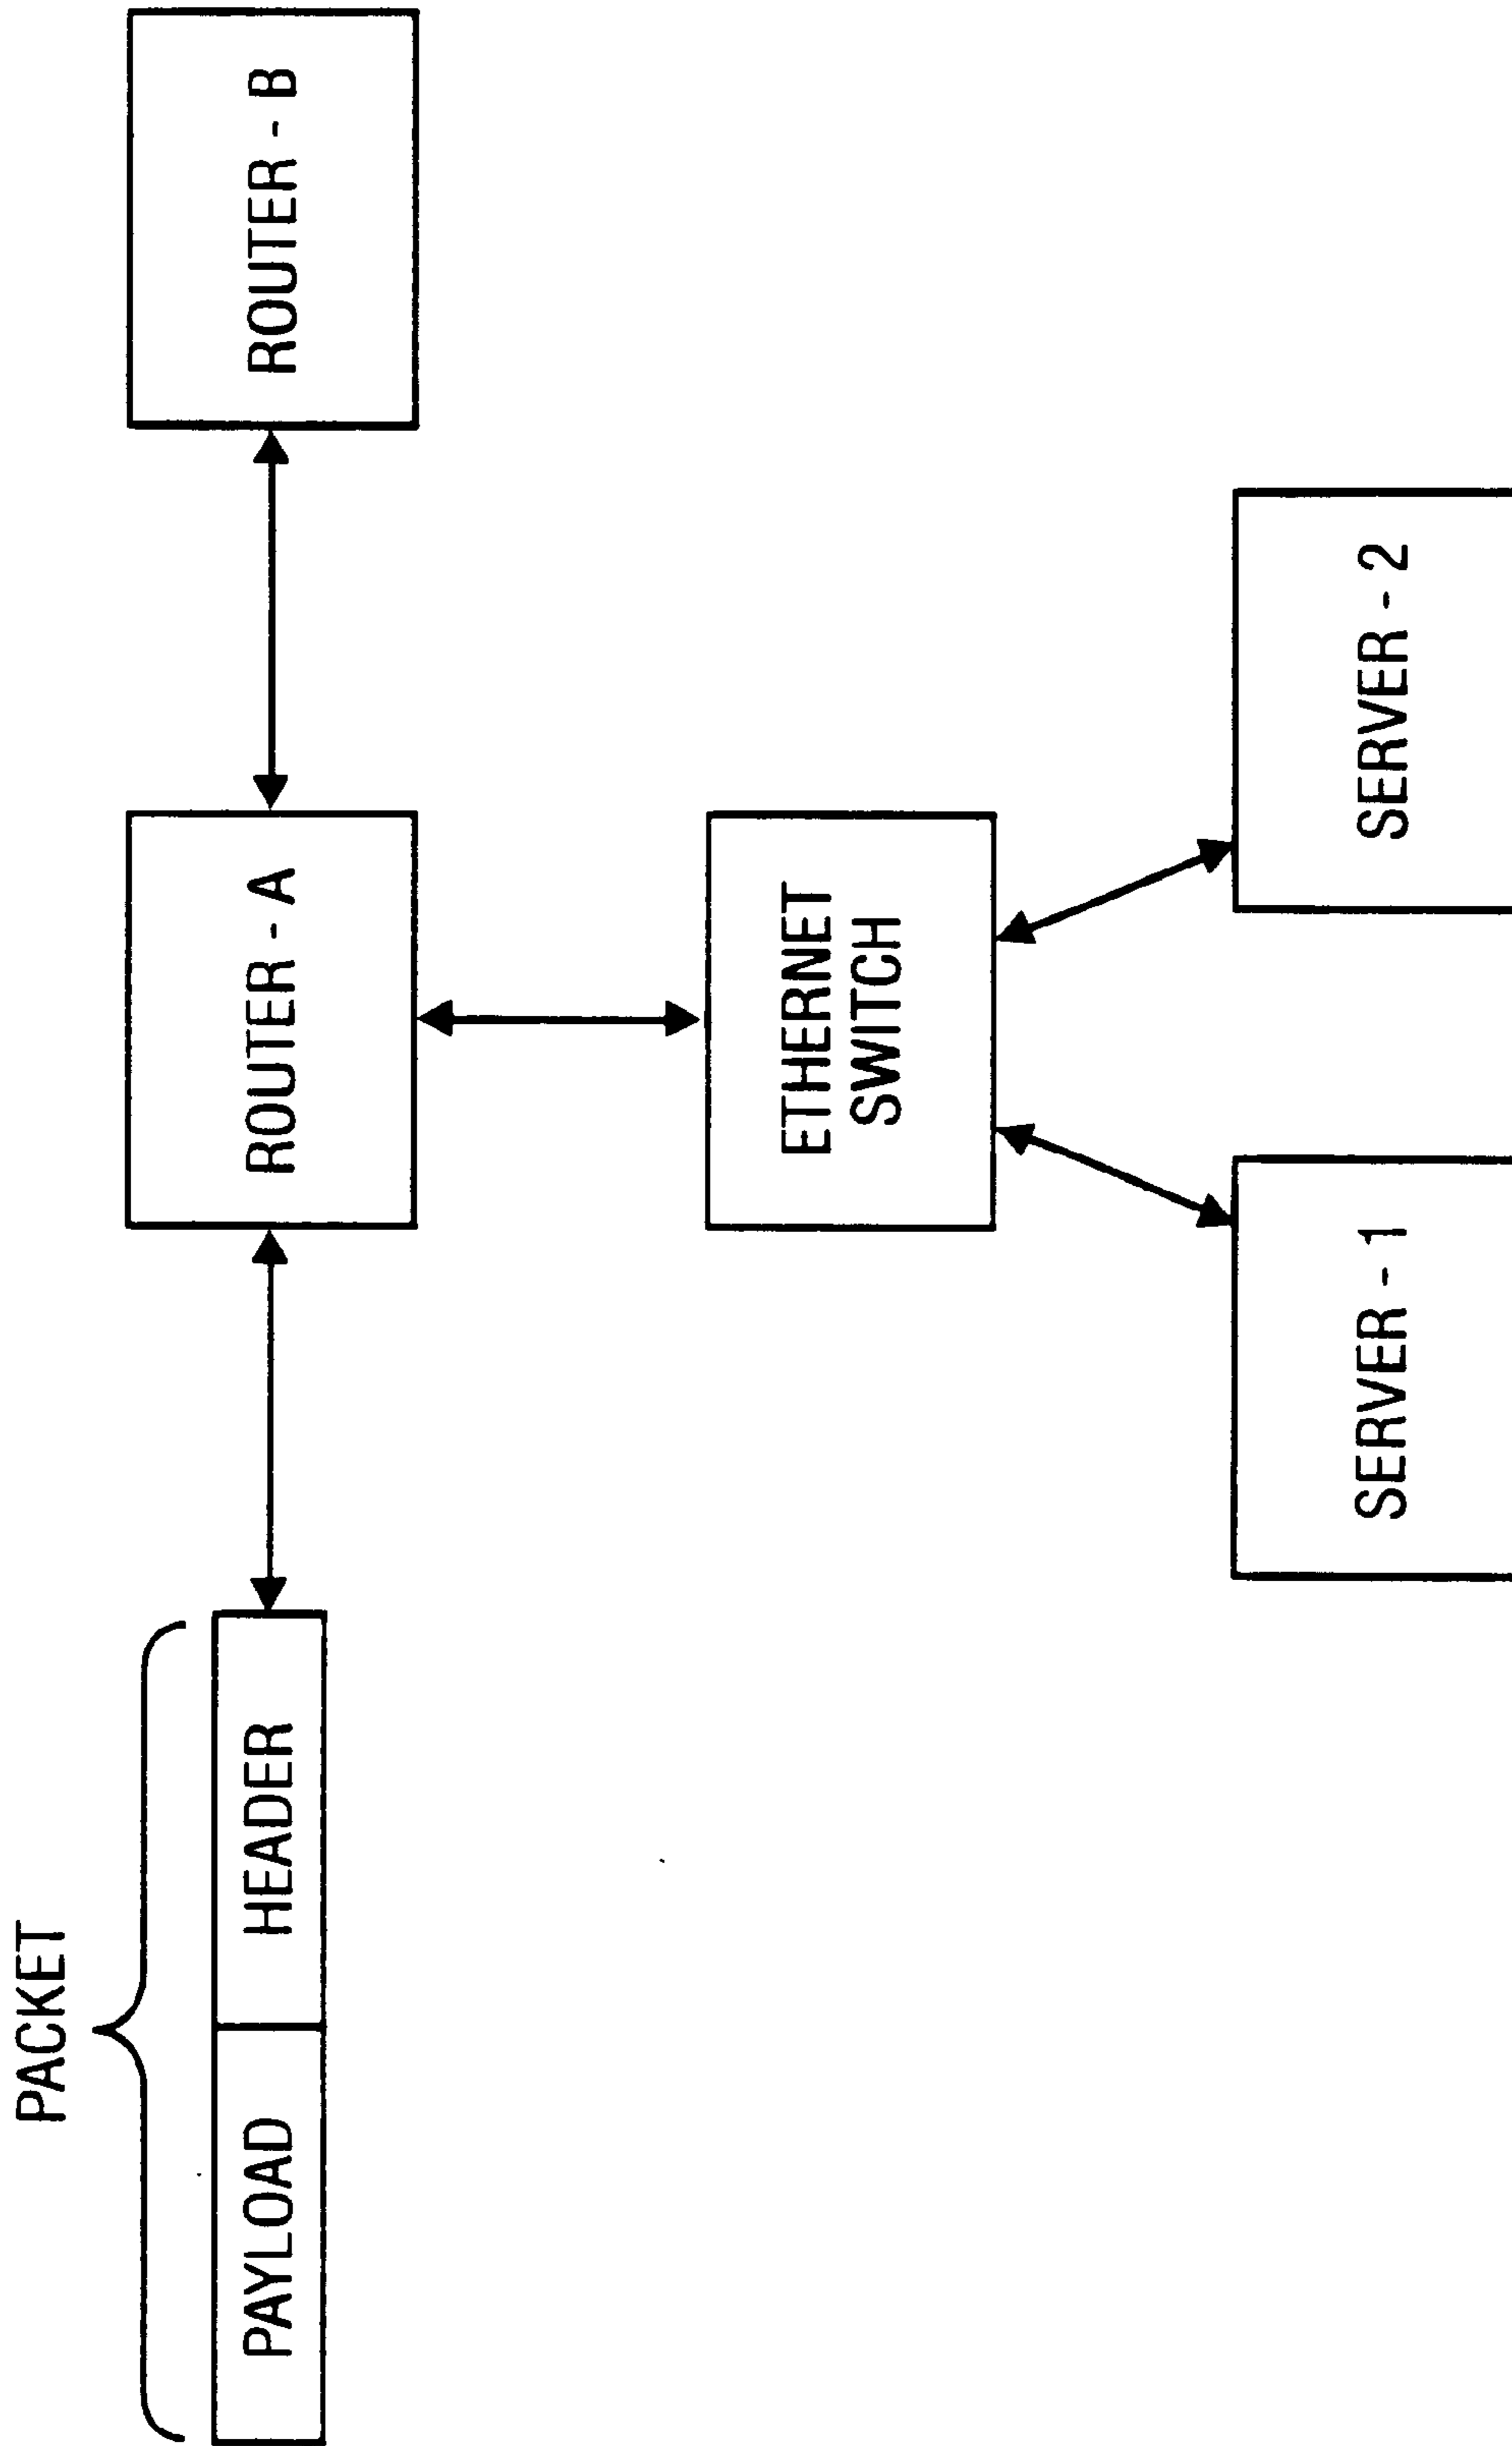 PACKET
PAYLOAD
HEADER
ROUTER - A
ROUTER - B
ETHERNET
SWITCH
SERVER - 1
SERVER - 2